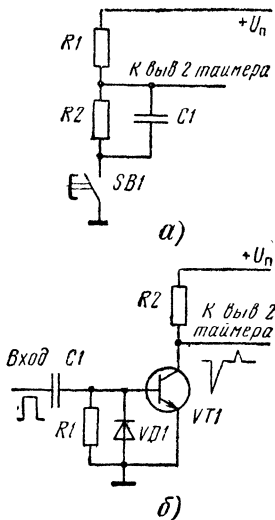 +Uп
R1
К выв 2 таймера
R2
C1
SB1
а)
+Uп
R2
К выв 2
таймера
Вход C1
R1
VD1
VT1
б)